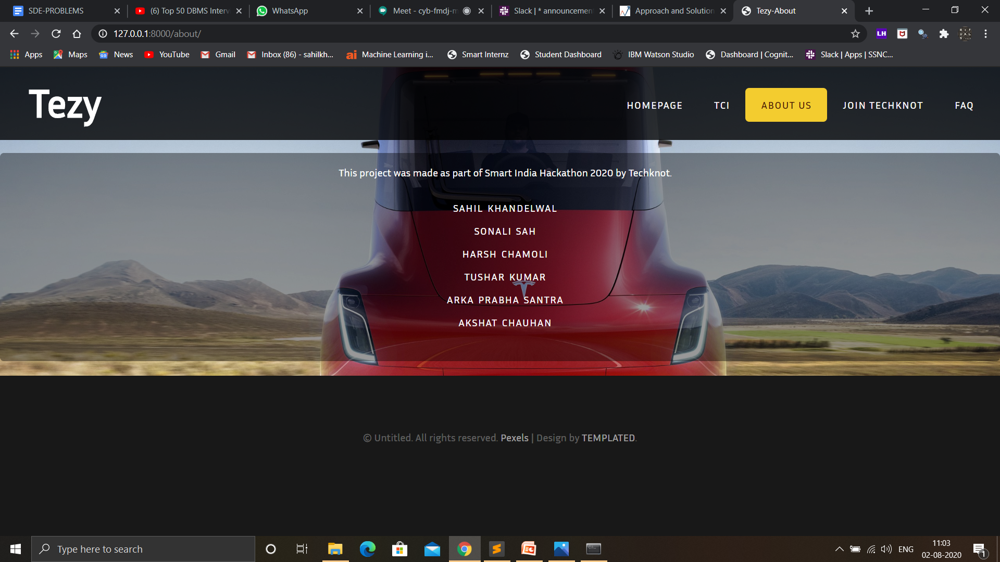 SDE-PROBLEMS
(6) Top 50 DBMS Interv
WhatsApp
Meet - cyb-fmdj-m
Slack | * announcement
Approach and Solution
Tezy-About
127.0.0.1:8000/about/
LH
Apps
Maps
News
YouTube
Gmail
Inbox (86) - sahilkh...
ai
Machine Learning i...
Smart Internz
Student Dashboard
IBM Watson Studio
Dashboard | Cognit...
Slack | Apps | SSNC...
Tezy
HOMEPAGE
TCI
ABOUT US
JOIN TECHKNOT
FAQ
This project was made as part of Smart India Hackathon 2020 by Techknot.
SAHIL KHANDELWAL
SONALI SAH
HARSH CHAMOLI
TUSHAR KUMAR
ARKA PRABHA SANTRA
AKSHAT CHAUHAN
© Untitled. All rights reserved. Pexels | Design by TEMPLATED.
Type here to search
ENG
11:03
02-08-2020
1